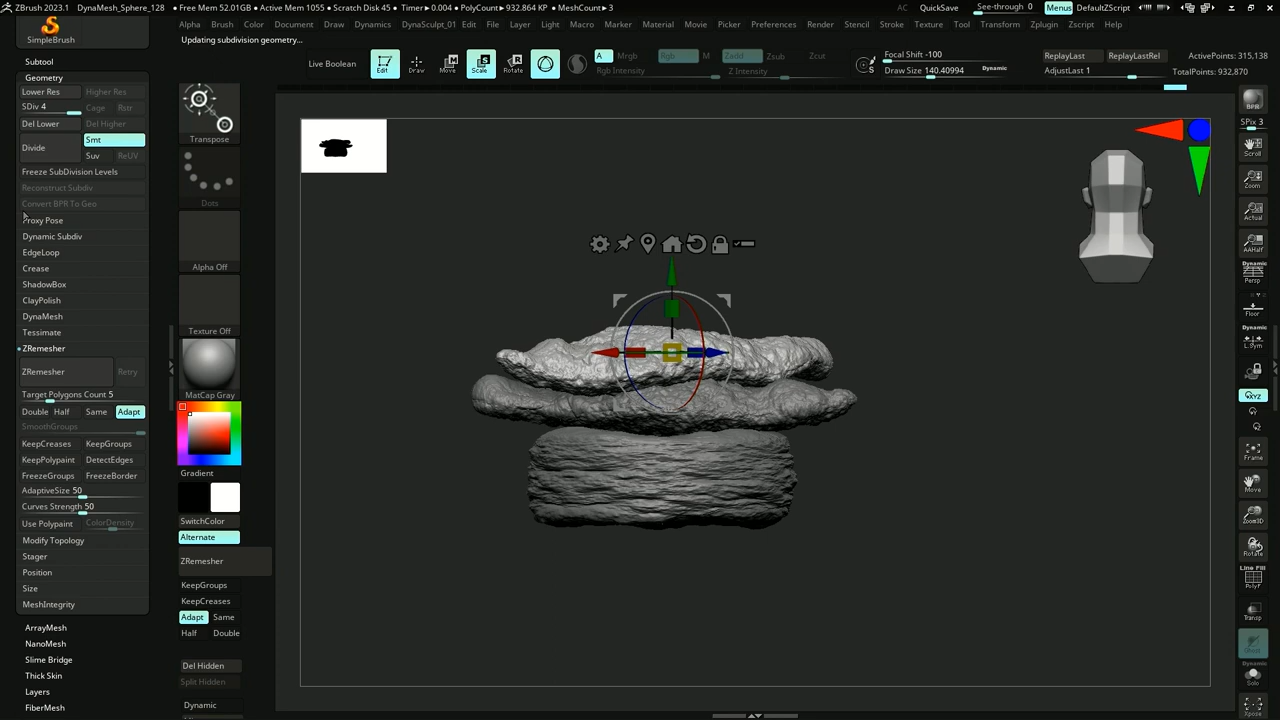 ZBrush 2023.1
DynaMesh_Sphere_128
• Free Mem 52.01GB • Active Mem 1055 • Scratch Disk 45 •
Timer►0.004 • PolyCount►932.864 KP • MeshCount►3
AC
QuickSave
See-through 0
Menus
DefaultZScript
Alpha Brush Color Document Draw Dynamics DynaSculpt_01 Edit File Layer Light Macro Marker Material Movie Picker Preferences Render Stencil Stroke Texture Tool Transform Zplugin Zscript Help
Updating subdivision geometry...
SimpleBrush
Live Boolean
Edit
Draw
Move
Scale
Rotate
A
Mrgb
Rgb
M
Zadd
Zsub
Zcut
Rgb Intensity
Z Intensity
S
Focal Shift -100
Draw Size 140.40994
Dynamic
ReplayLast
ReplayLastRel
AdjustLast 1
ActivePoints: 315,138
TotalPoints: 932,870
Subtool
Geometry
Lower Res
Higher Res
SDiv 4
Cage
Rstr
Del Lower
Del Higher
Divide
Smt
Suv
ReUV
Freeze SubDivision Levels
Reconstruct Subdiv
Convert BPR To Geo
Proxy Pose
Dynamic Subdiv
EdgeLoop
Crease
ShadowBox
ClayPolish
DynaMesh
Tessimate
ZRemesher
ZRemesher
Retry
Target Polygons Count 5
Double
Half
Same
Adapt
SmoothGroups
KeepCreases
KeepGroups
KeepPolypaint
DetectEdges
FreezeGroups
FreezeBorder
AdaptiveSize 50
Curves Strength 50
Use Polypaint
ColorDensity
Modify Topology
Stager
Position
Size
MeshIntegrity
ArrayMesh
NanoMesh
Slime Bridge
Thick Skin
Layers
FiberMesh
Transpose
Dots
Alpha Off
Texture Off
MatCap Gray
Gradient
SwitchColor
Alternate
ZRemesher
KeepGroups
KeepCreases
Adapt
Same
Half
Double
Del Hidden
Split Hidden
Dynamic
BPR
SPix 3
Scroll
Zoom
Actual
AAHalf
Dynamic
Persp
Floor
Dynamic
L.Sym
XYZ
Frame
Move
Zoom3D
Rotate
Line Fill
PolyF
Transp
Ghost
Dynamic
Solo
Xpose